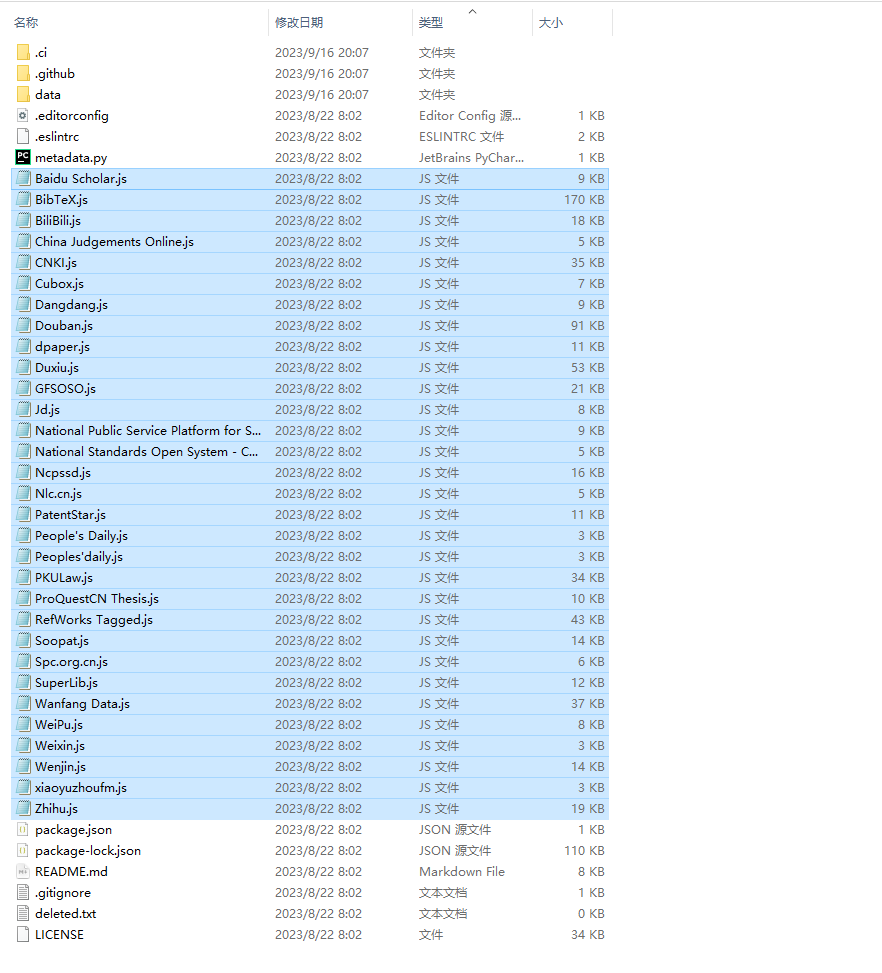 名称 修改日期 类型 大小
.ci 2023/9/16 20:07 文件夹
.github 2023/9/16 20:07 文件夹
data 2023/9/16 20:07 文件夹
.editorconfig 2023/8/22 8:02 Editor Config 源... 1 KB
.eslintrc 2023/8/22 8:02 ESLINTRC 文件 2 KB
metadata.py 2023/8/22 8:02 JetBrains PyChar... 1 KB
Baidu Scholar.js 2023/8/22 8:02 JS 文件 9 KB
BibTeX.js 2023/8/22 8:02 JS 文件 170 KB
BiliBili.js 2023/8/22 8:02 JS 文件 18 KB
China Judgements Online.js 2023/8/22 8:02 JS 文件 5 KB
CNKI.js 2023/8/22 8:02 JS 文件 35 KB
Cubox.js 2023/8/22 8:02 JS 文件 7 KB
Dangdang.js 2023/8/22 8:02 JS 文件 9 KB
Douban.js 2023/8/22 8:02 JS 文件 91 KB
dpaper.js 2023/8/22 8:02 JS 文件 11 KB
Duxiu.js 2023/8/22 8:02 JS 文件 53 KB
GFSOSO.js 2023/8/22 8:02 JS 文件 21 KB
Jd.js 2023/8/22 8:02 JS 文件 8 KB
National Public Service Platform for S... 2023/8/22 8:02 JS 文件 9 KB
National Standards Open System - C... 2023/8/22 8:02 JS 文件 5 KB
Ncpssd.js 2023/8/22 8:02 JS 文件 16 KB
Nlc.cn.js 2023/8/22 8:02 JS 文件 5 KB
PatentStar.js 2023/8/22 8:02 JS 文件 11 KB
People's Daily.js 2023/8/22 8:02 JS 文件 3 KB
Peoples'daily.js 2023/8/22 8:02 JS 文件 3 KB
PKULaw.js 2023/8/22 8:02 JS 文件 34 KB
ProQuestCN Thesis.js 2023/8/22 8:02 JS 文件 10 KB
RefWorks Tagged.js 2023/8/22 8:02 JS 文件 43 KB
Soopat.js 2023/8/22 8:02 JS 文件 14 KB
Spc.org.cn.js 2023/8/22 8:02 JS 文件 6 KB
SuperLib.js 2023/8/22 8:02 JS 文件 12 KB
Wanfang Data.js 2023/8/22 8:02 JS 文件 37 KB
WeiPu.js 2023/8/22 8:02 JS 文件 8 KB
Weixin.js 2023/8/22 8:02 JS 文件 3 KB
Wenjin.js 2023/8/22 8:02 JS 文件 14 KB
xiaoyuzhoufm.js 2023/8/22 8:02 JS 文件 3 KB
Zhihu.js 2023/8/22 8:02 JS 文件 19 KB
package.json 2023/8/22 8:02 JSON 源文件 1 KB
package-lock.json 2023/8/22 8:02 JSON 源文件 110 KB
README.md 2023/8/22 8:02 Markdown File 8 KB
.gitignore 2023/8/22 8:02 文本文档 1 KB
deleted.txt 2023/8/22 8:02 文本文档 0 KB
LICENSE 2023/8/22 8:02 文件 34 KB